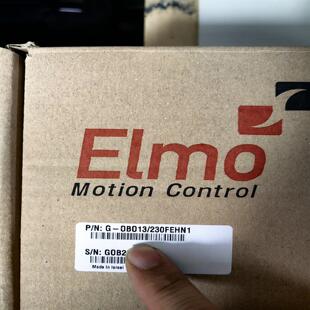 Elmo
Motion Control
P/N: G-OBO13/230FEHN1
S/N: GOB2
Made in Israel